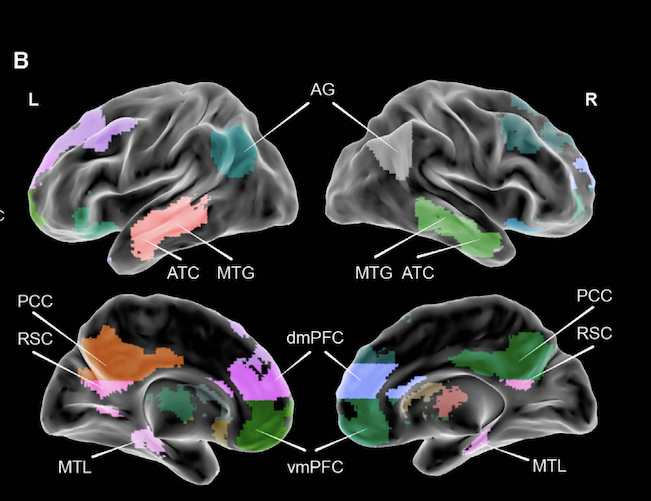 B
L
R
AG
C
ATC MTG
MTG ATC
PCC
PCC
RSC
RSC
dmPFC
MTL
vmPFC
MTL